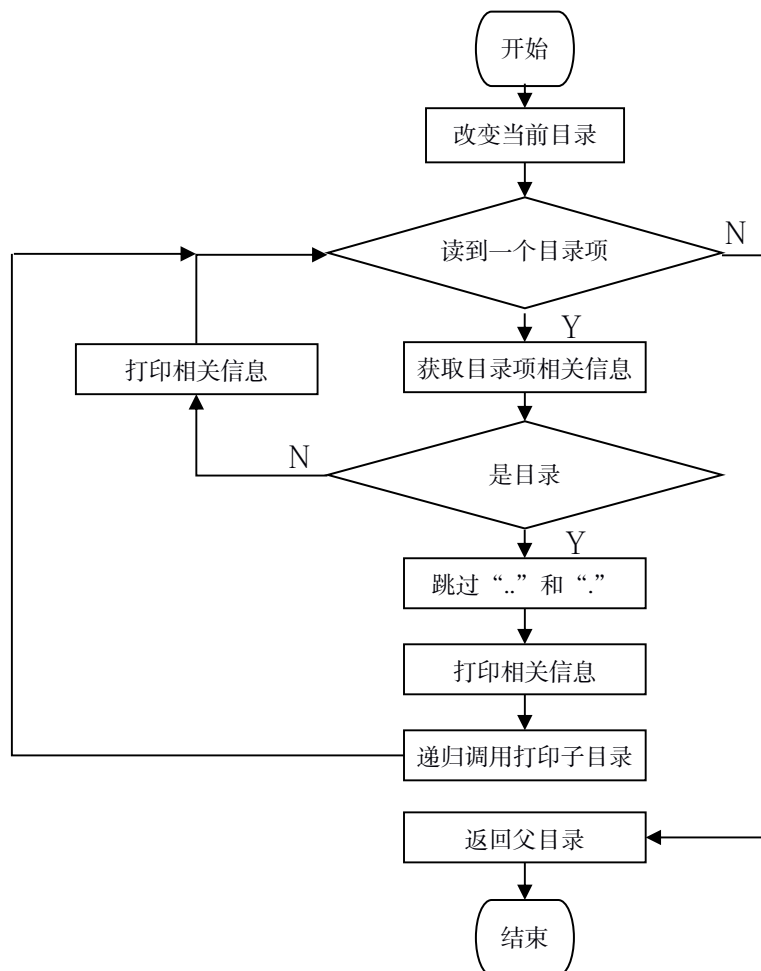 开始
改变当前目录
读到一个目录项
N
Y
打印相关信息
获取目录项相关信息
N
是目录
Y
跳过“..”和“.”
打印相关信息
递归调用打印子目录
返回父目录
结束